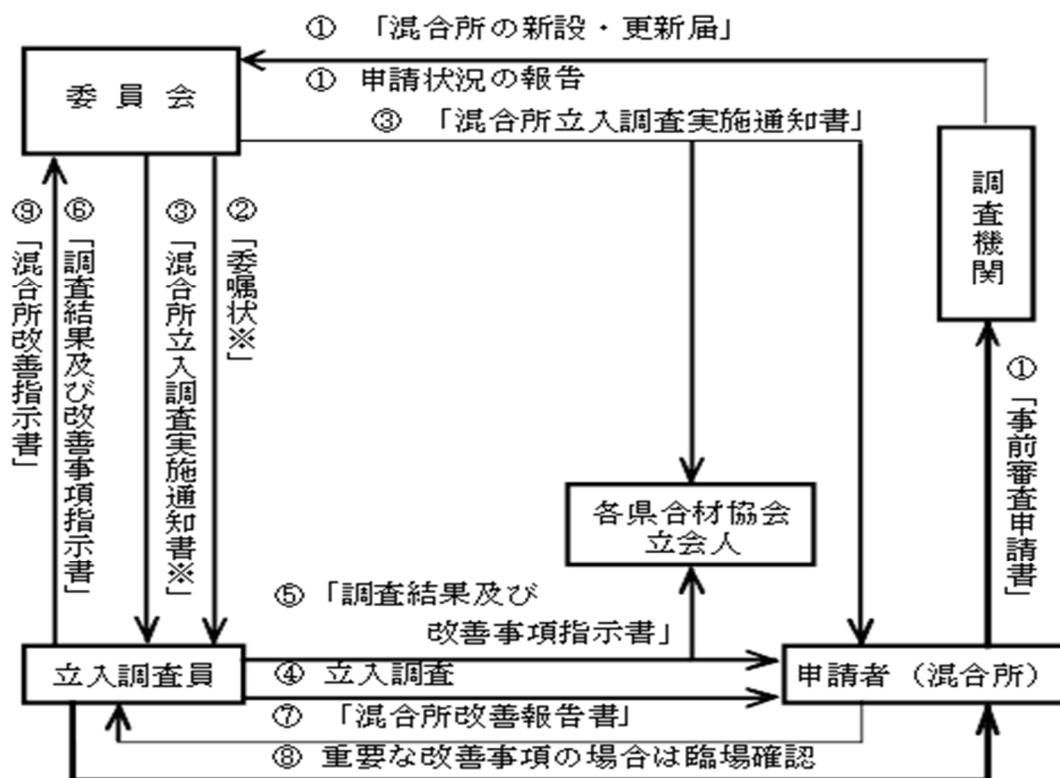 ① 「混合所の新設・更新届」
① 申請状況の報告
③ 「混合所立入調査実施通知書」
委 員 会
調査機関
⑨「混合所改善指示書」
⑥「調査結果及び改善事項指示書」
③「混合所立入調査実施通知書※」
②「委嘱状※」
①「事前審査申請書」
各県合材協会
立会人
⑤ 「調査結果及び
改善事項指示書」
立入調査員
④ 立入調査
申請者（混合所）
⑦ 「混合所改善報告書」
⑧ 重要な改善事項の場合は臨場確認